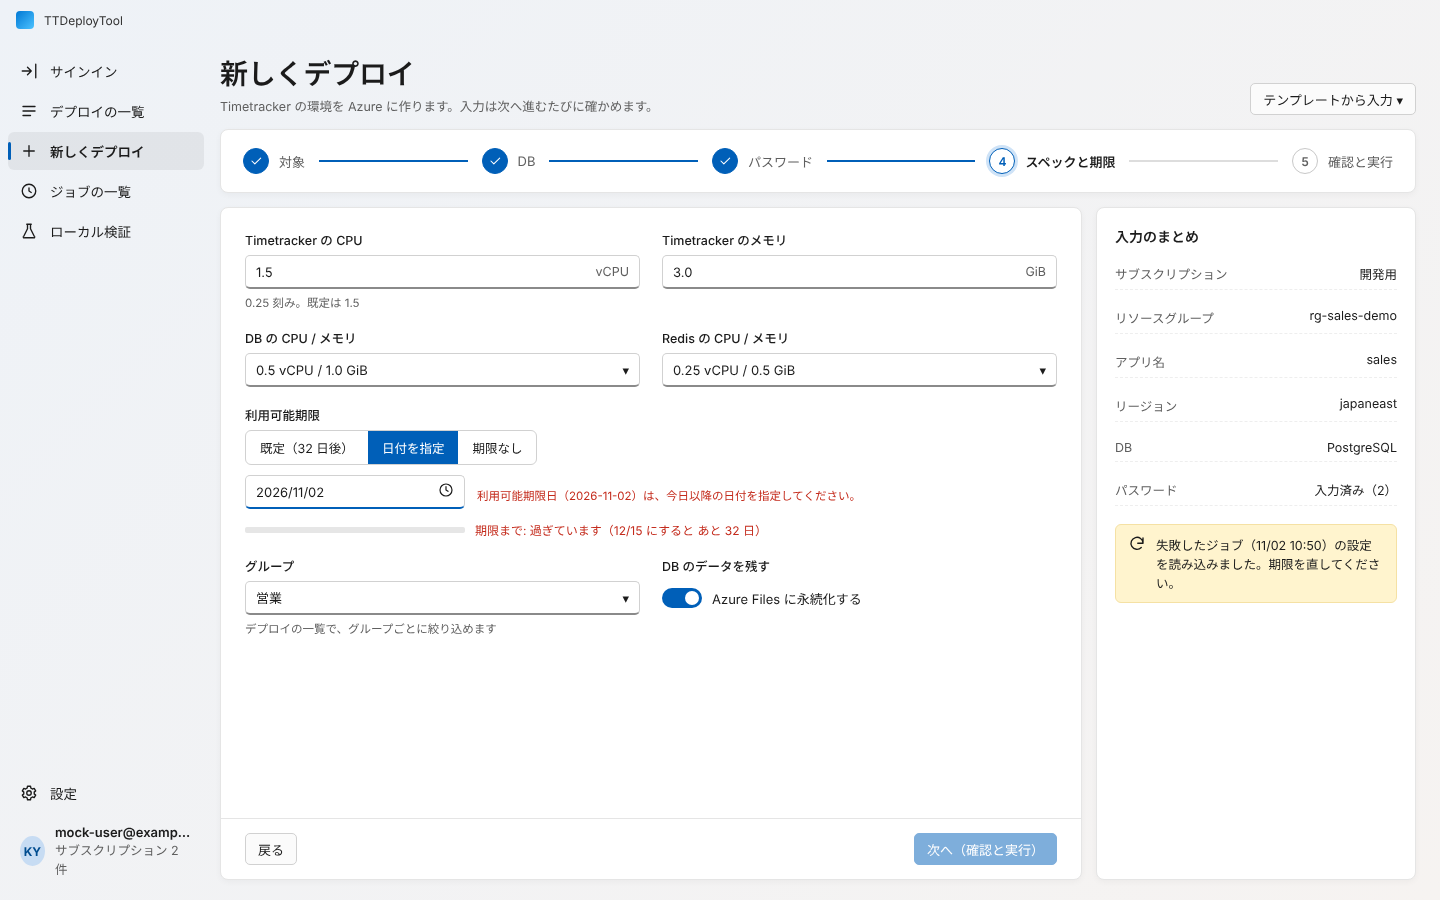 TTDeployTool
サインイン
デプロイの一覧
新しくデプロイ
ジョブの一覧
ローカル検証
設定
KY
mock-user@examp...
サブスクリプション 2
件
新しくデプロイ
Timetracker の環境を Azure に作ります。入力は次へ進むたびに確かめます。
テンプレートから入力 ▾
対象
DB
パスワード
4 スペックと期限
5 確認と実行
Timetracker の CPU
1.5 vCPU
0.25 刻み。既定は 1.5
Timetracker のメモリ
3.0 GiB
DB の CPU / メモリ
0.5 vCPU / 1.0 GiB ▾
Redis の CPU / メモリ
0.25 vCPU / 0.5 GiB ▾
利用可能期限
既定（32 日後） 日付を指定 期限なし
2026/11/02
利用可能期限日（2026-11-02）は、今日以降の日付を指定してください。
期限まで: 過ぎています（12/15 にすると あと 32 日）
グループ
営業 ▾
デプロイの一覧で、グループごとに絞り込めます
DB のデータを残す
Azure Files に永続化する
戻る
次へ（確認と実行）
入力のまとめ
サブスクリプション 開発用
リソースグループ rg-sales-demo
アプリ名 sales
リージョン japaneast
DB PostgreSQL
パスワード 入力済み（2）
失敗したジョブ（11/02 10:50）の設定
を読み込みました。期限を直してくださ
い。